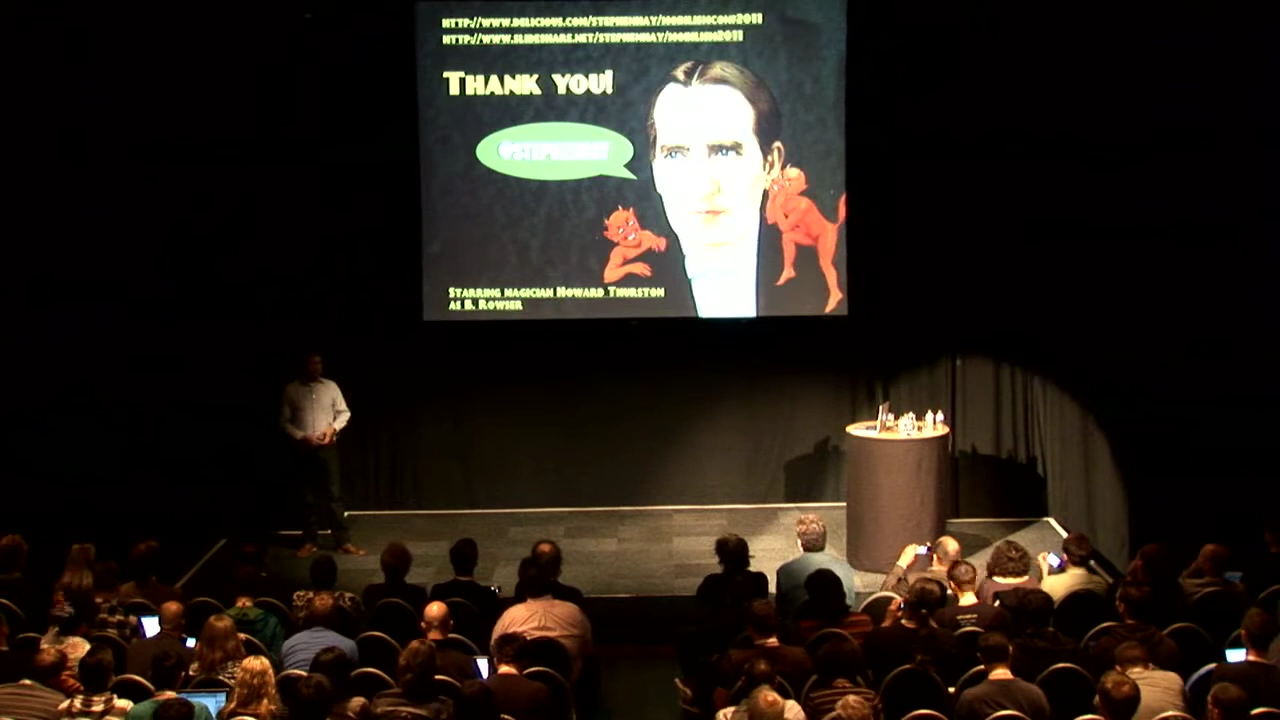 HTTP://WWW.DELICIOUS.COM/STEPHENHAY/MOBILISMCONF2011
HTTP://WWW.SLIDESHARE.NET/STEPHENHAY/MOBILISM2011
THANK YOU!
@STEPHENHAY
STARRING MAGICIAN HOWARD THURSTON
AS B. ROWSER